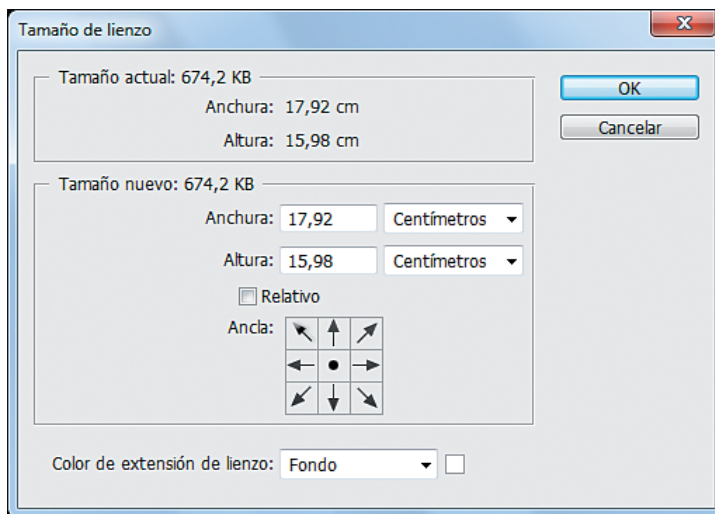 Tamaño de lienzo
Tamaño actual: 674,2 KB
Anchura: 17,92 cm
Altura: 15,98 cm
OK
Cancelar
Tamaño nuevo: 674,2 KB
Anchura: 17,92 Centímetros
Altura: 15,98 Centímetros
Relativo
Ancla:
Color de extensión de lienzo: Fondo